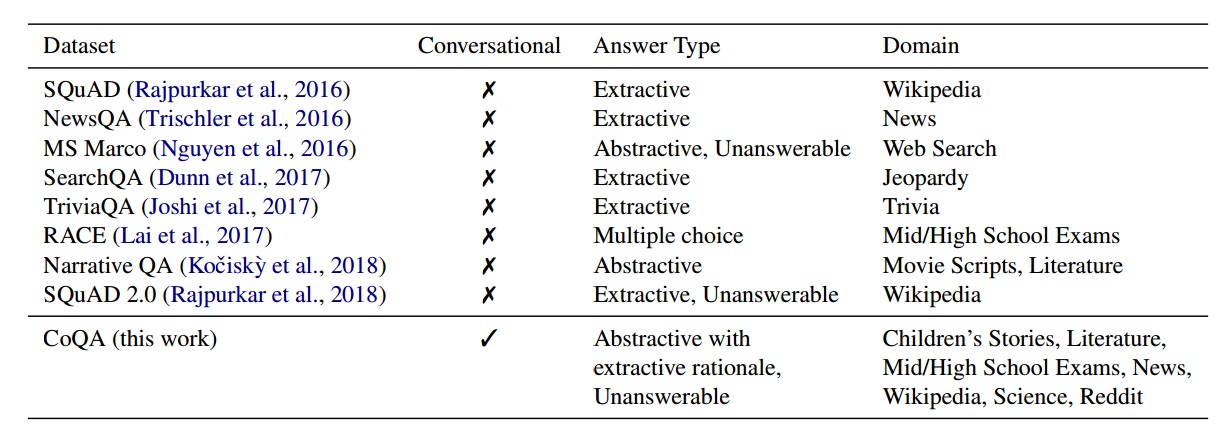 Dataset Conversational Answer Type Domain
SQuAD (Rajpurkar et al., 2016) ✗ Extractive Wikipedia
NewsQA (Trischler et al., 2016) ✗ Extractive News
MS Marco (Nguyen et al., 2016) ✗ Abstractive, Unanswerable Web Search
SearchQA (Dunn et al., 2017) ✗ Extractive Jeopardy
TriviaQA (Joshi et al., 2017) ✗ Extractive Trivia
RACE (Lai et al., 2017) ✗ Multiple choice Mid/High School Exams
Narrative QA (Kočiskỳ et al., 2018) ✗ Abstractive Movie Scripts, Literature
SQuAD 2.0 (Rajpurkar et al., 2018) ✗ Extractive, Unanswerable Wikipedia
CoQA (this work) ✓ Abstractive with Children’s Stories, Literature,
extractive rationale, Mid/High School Exams, News,
Unanswerable Wikipedia, Science, Reddit